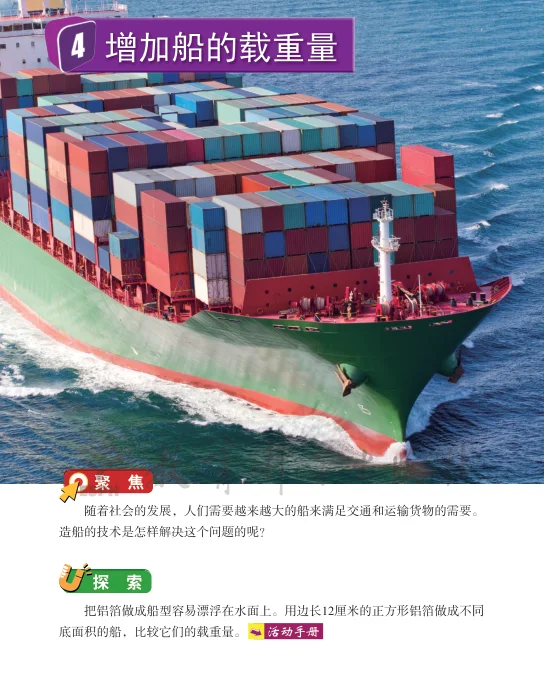 4 增加船的载重量
聚 焦
随着社会的发展，人们需要越来越大的船来满足交通和运输货物的需要。
造船的技术是怎样解决这个问题的呢？
探 索
把铝箔做成船型容易漂浮在水面上。用边长12厘米的正方形铝箔做成不同
底面积的船，比较它们的载重量。 活动手册